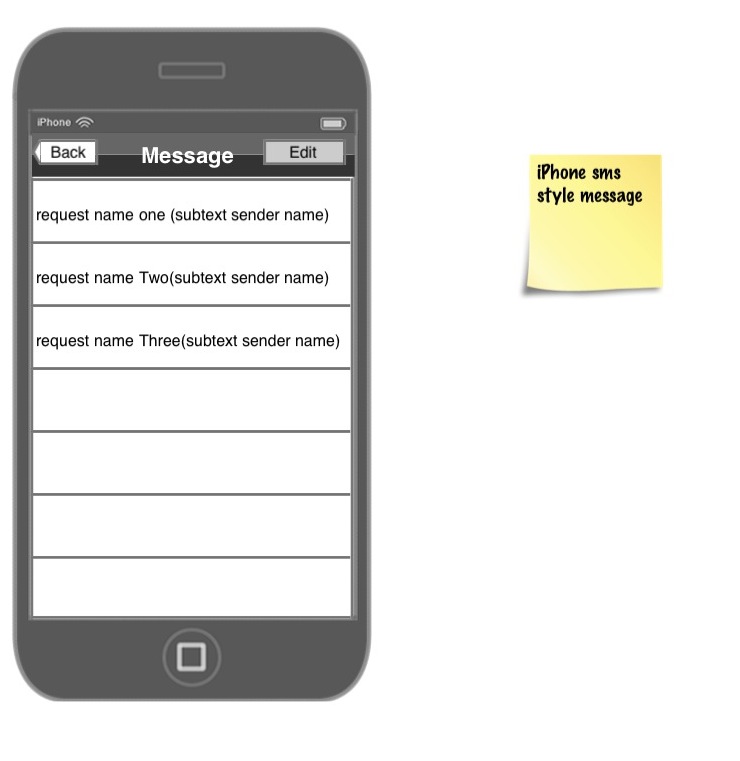 iPhone
Back Message Edit
request name one (subtext sender name)
request name Two(subtext sender name)
request name Three(subtext sender name)
iPhone sms
style message